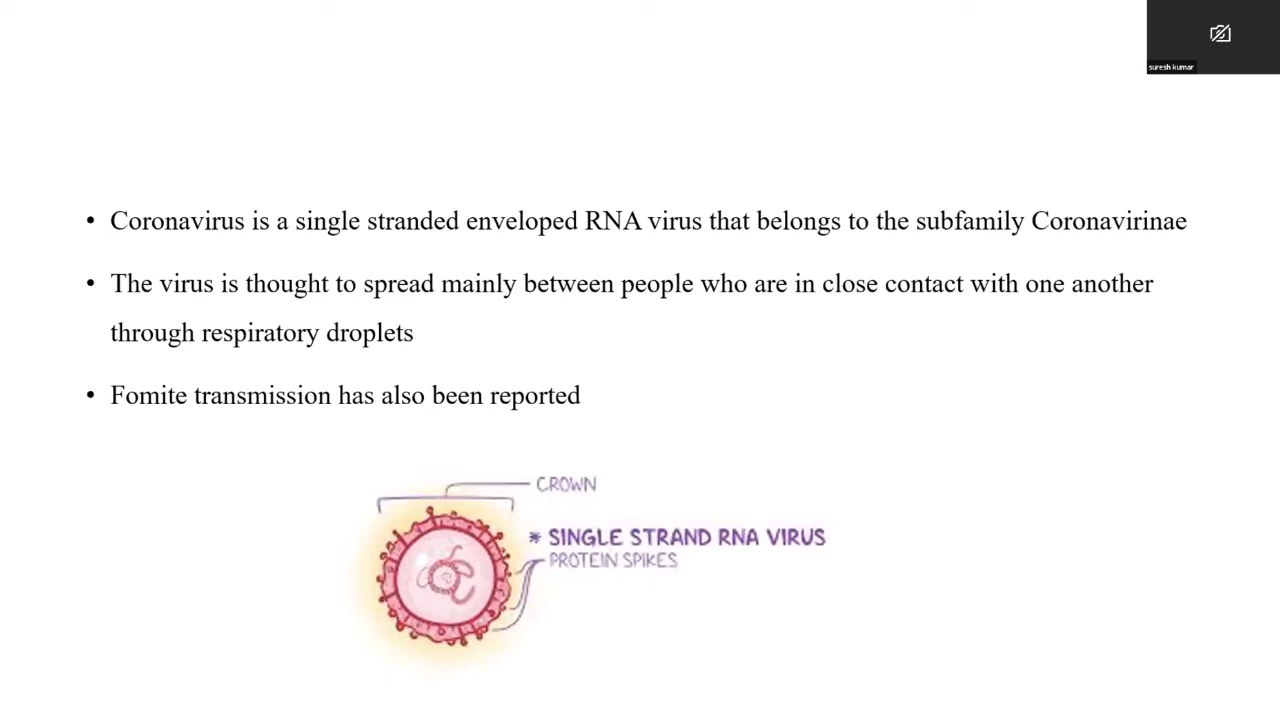 suresh kumar
• Coronavirus is a single stranded enveloped RNA virus that belongs to the subfamily Coronavirinae
• The virus is thought to spread mainly between people who are in close contact with one another
through respiratory droplets
• Fomite transmission has also been reported
CROWN
* SINGLE STRAND RNA VIRUS
PROTEIN SPIKES